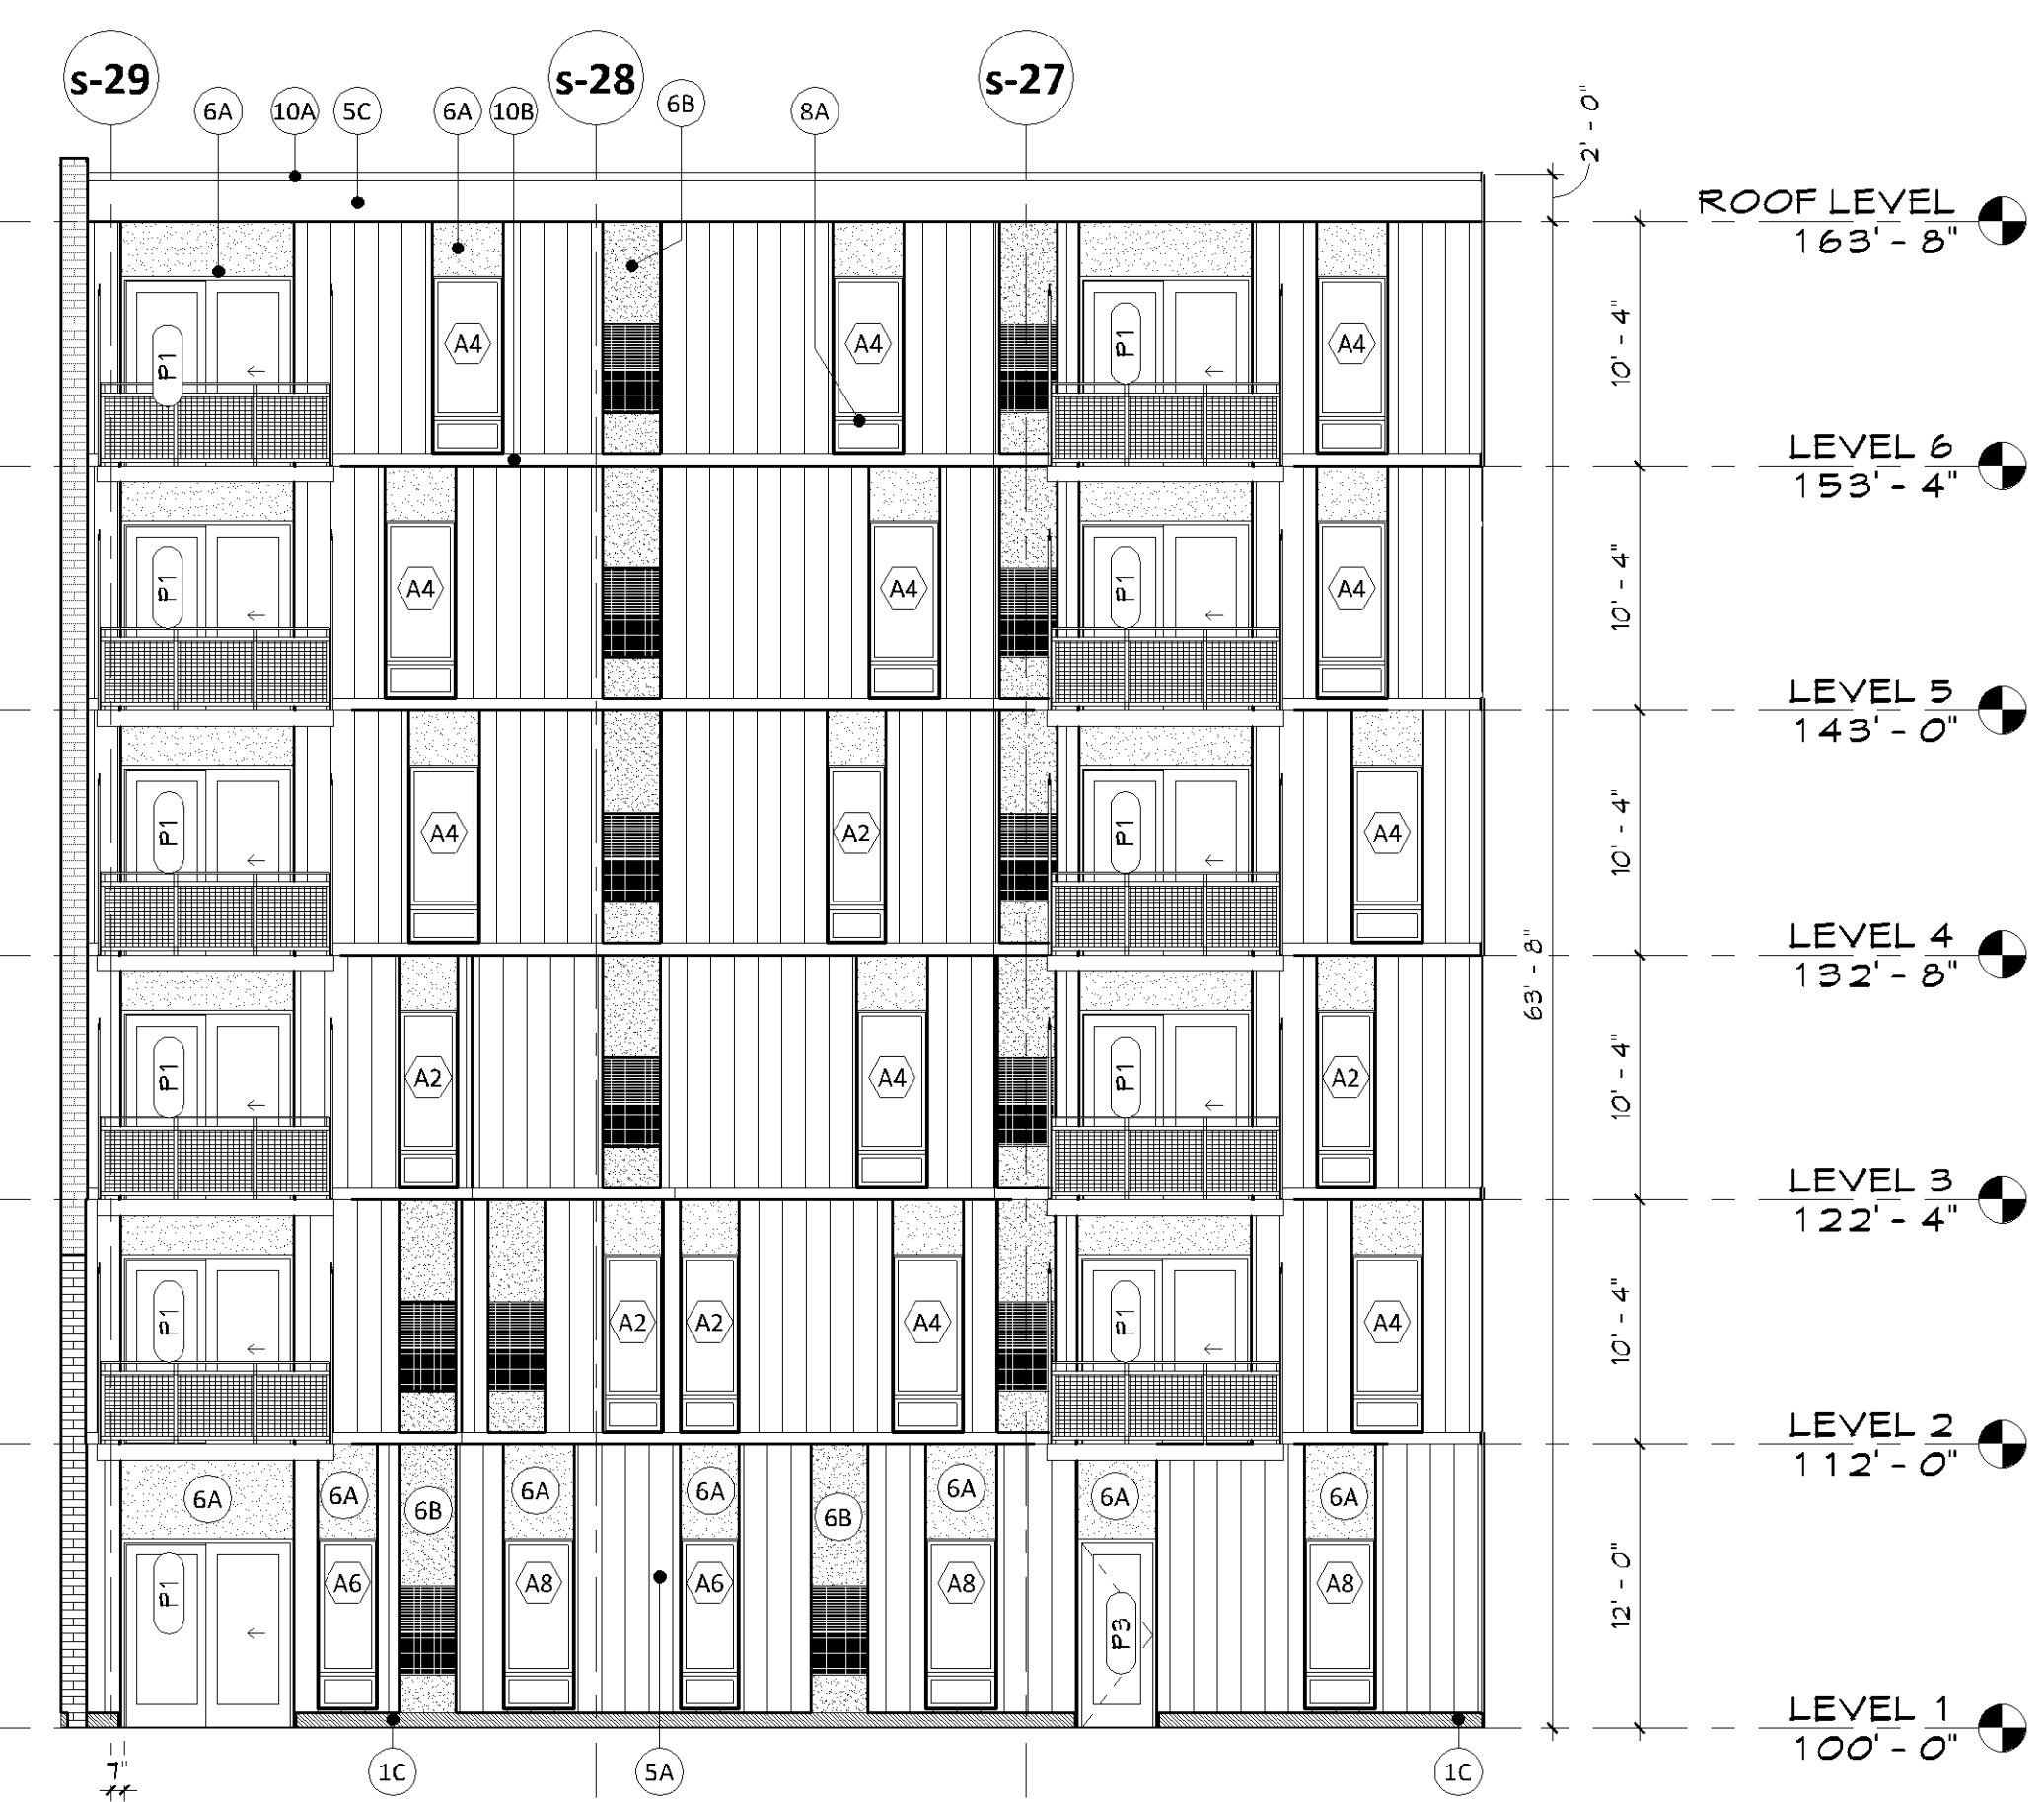 s-29 s-28 s-27
6A 10A 5C 6A 10B 6B 8A
2' - 0"
ROOF LEVEL
163' - 8"
P1 A4 A4 P1 A4
10' - 4"
LEVEL 6
153' - 4"
P1 A4 A4 P1 A4
10' - 4"
LEVEL 5
143' - 0"
P1 A4 A2 P1 A4
10' - 4"
63' - 8"
LEVEL 4
132' - 8"
P1 A2 A4 P1 A2
10' - 4"
LEVEL 3
122' - 4"
P1 A2 A2 A4 P1 A4
10' - 4"
LEVEL 2
112' - 0"
6A 6A 6B 6A 6A 6B 6A 6A 6A
P1 A6 A8 A6 A8 P3 A8
12' - 0"
LEVEL 1
100' - 0"
7"
1C 5A 1C